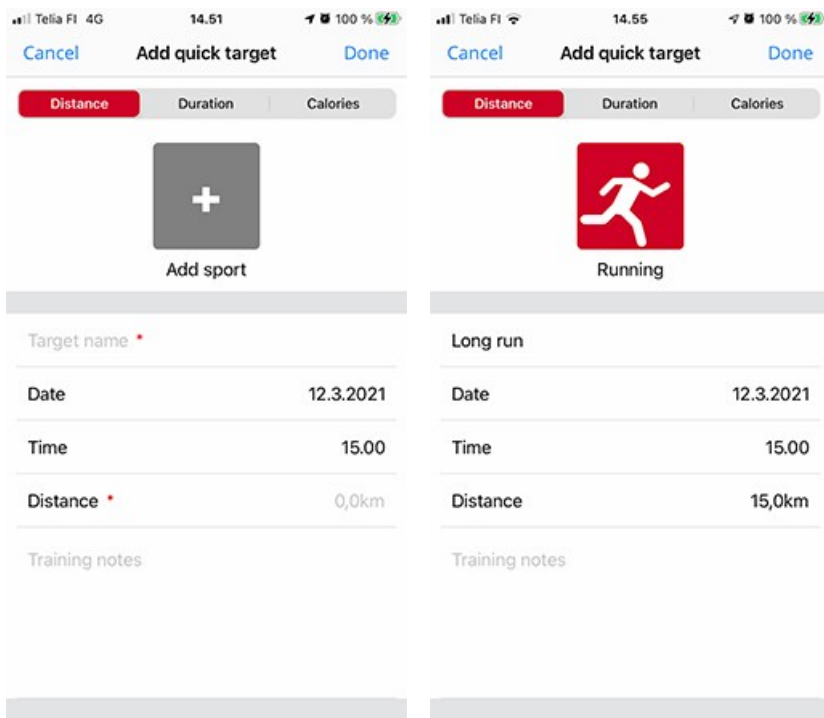 Telia FI 4G 14.51 100 %
Cancel Add quick target Done
Distance Duration Calories
+
Add sport
Target name *
Date 12.3.2021
Time 15.00
Distance * 0,0km
Training notes
Telia FI 14.55 100 %
Cancel Add quick target Done
Distance Duration Calories
Running
Long run
Date 12.3.2021
Time 15.00
Distance 15,0km
Training notes